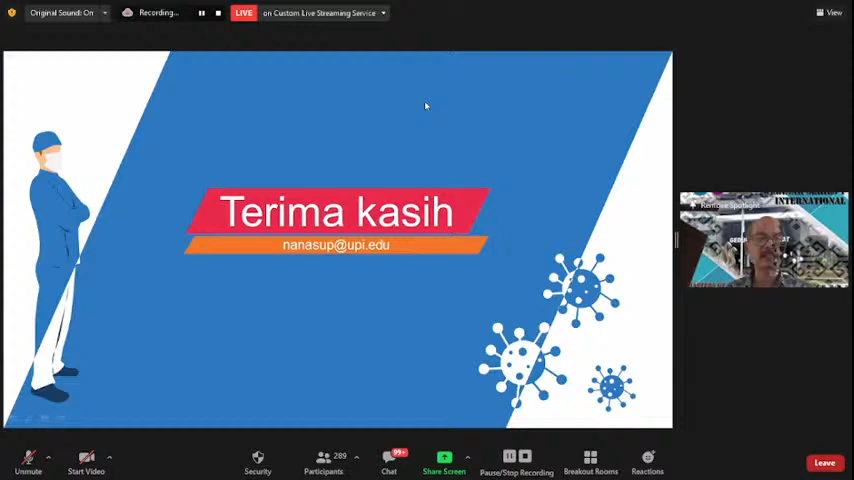 Original Sound: On
Recording...
LIVE
on Custom Live Streaming Service
View
Terima kasih
nanasup@upi.edu
INTERNATIONAL
Remove Spotlight
Unmute
Start Video
Security
289
Participants
99+
Chat
Share Screen
Pause/Stop Recording
Breakout Rooms
Reactions
Leave